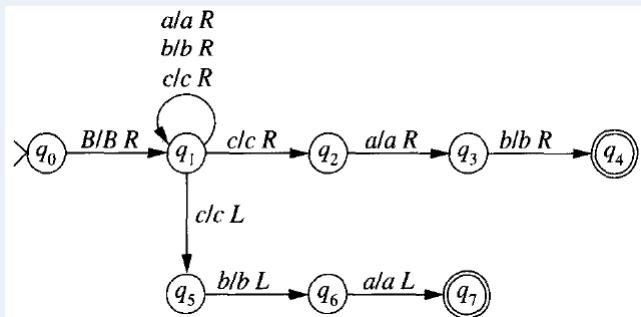 a/a R
b/b R
c/c R
q0 B/B R q1 c/c R q2 a/a R q3 b/b R q4
c/c L
q5 b/b L q6 a/a L q7